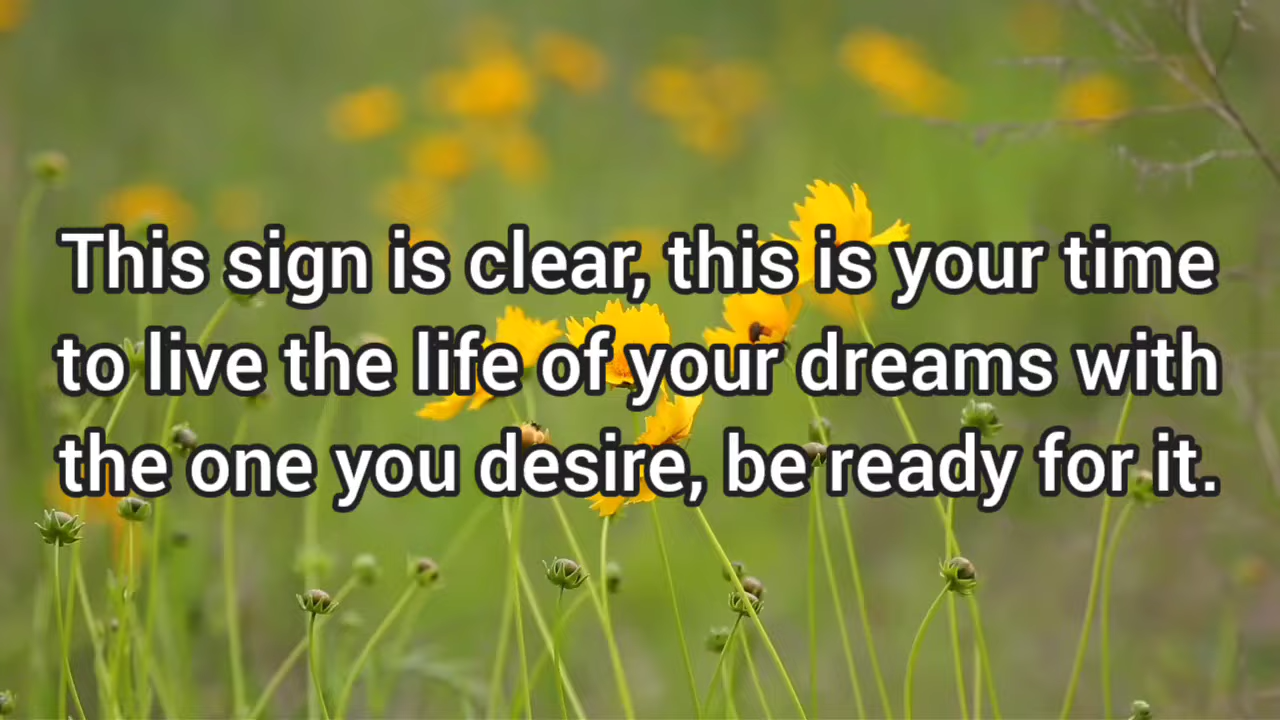 This sign is clear, this is your time
to live the life of your dreams with
the one you desire, be ready for it.